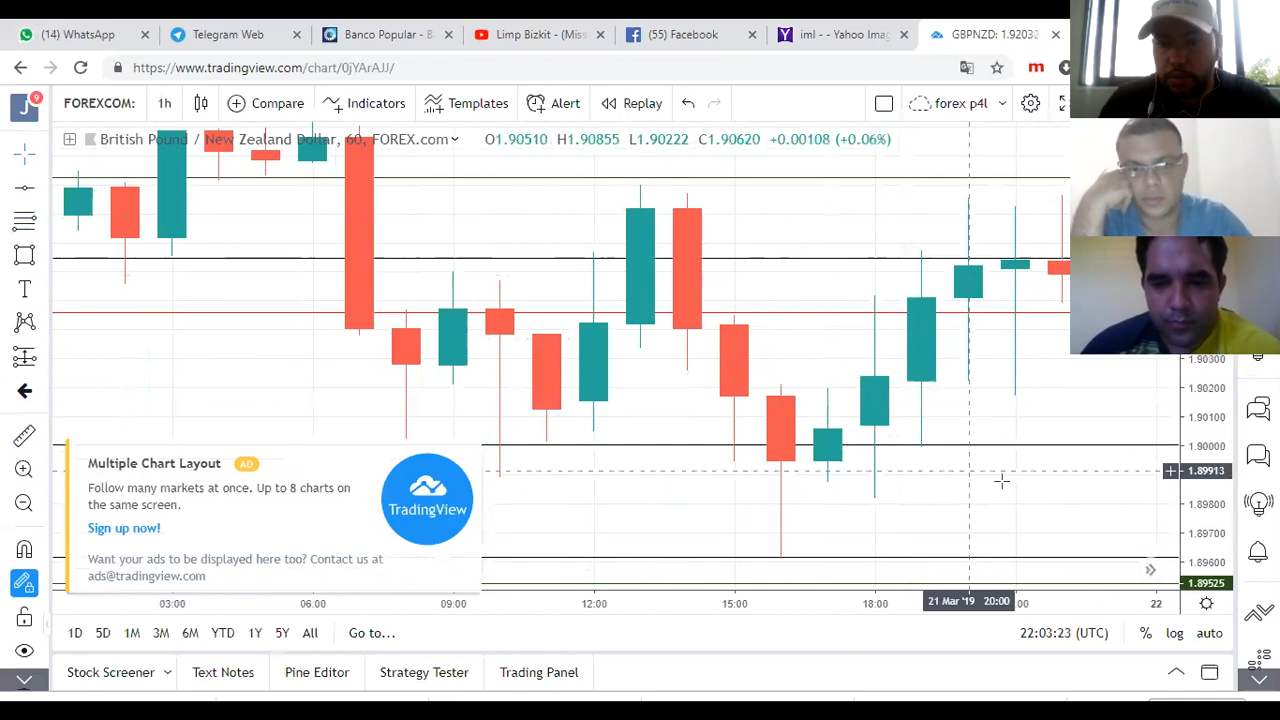 (14) WhatsApp
Telegram Web
Banco Popular - B
Limp Bizkit - (Miss
(55) Facebook
iml - - Yahoo Imag
GBPNZD: 1.92032
https://www.tradingview.com/chart/0jYArAJJ/
m
J
9
FOREXCOM:
1h
Compare
Indicators
Templates
Alert
Replay
forex p4l
British Pound / New Zealand Dollar, 60, FOREX.com
O1.90510 H1.90855 L1.90222 C1.90620 +0.00108 (+0.06%)
T
1.90300
1.90200
1.90100
1.90000
1.89913
1.89800
1.89700
1.89600
1.89525
Multiple Chart Layout AD
Follow many markets at once. Up to 8 charts on
the same screen.
Sign up now!
Want your ads to be displayed here too? Contact us at
ads@tradingview.com
TradingView
03:00
06:00
09:00
12:00
15:00
18:00
21 Mar '19 20:00
:00
22
1D
5D
1M
3M
6M
YTD
1Y
5Y
All
Go to...
22:03:23 (UTC)
%
log
auto
Stock Screener
Text Notes
Pine Editor
Strategy Tester
Trading Panel